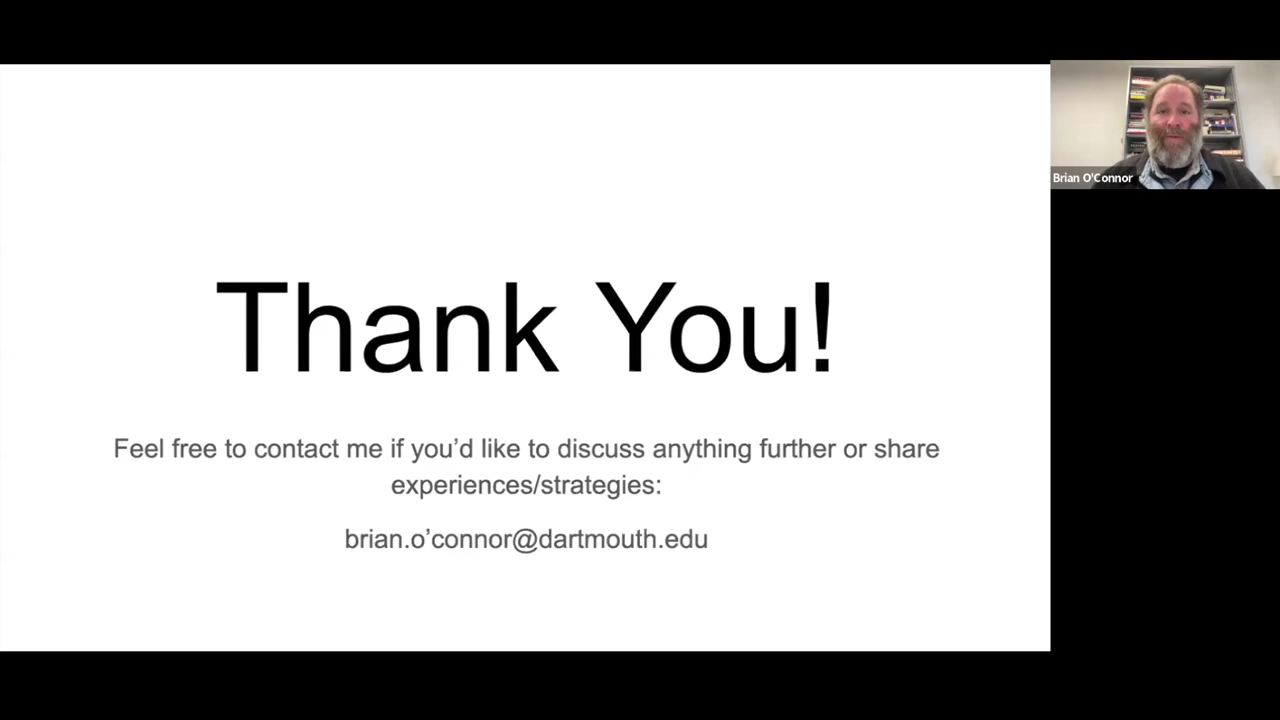 Thank You!
Feel free to contact me if you’d like to discuss anything further or share
experiences/strategies:
brian.o’connor@dartmouth.edu
Brian O'Connor